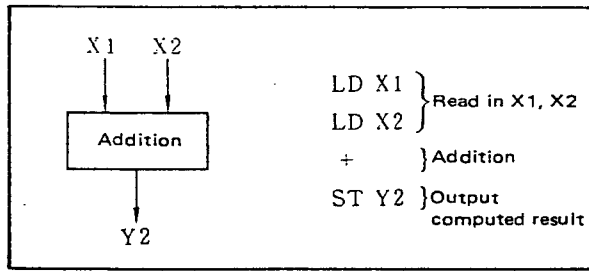 X1 X2
Addition
Y2
LD X1
LD X2
Read in X1, X2
+
Addition
ST Y2
Output
computed result